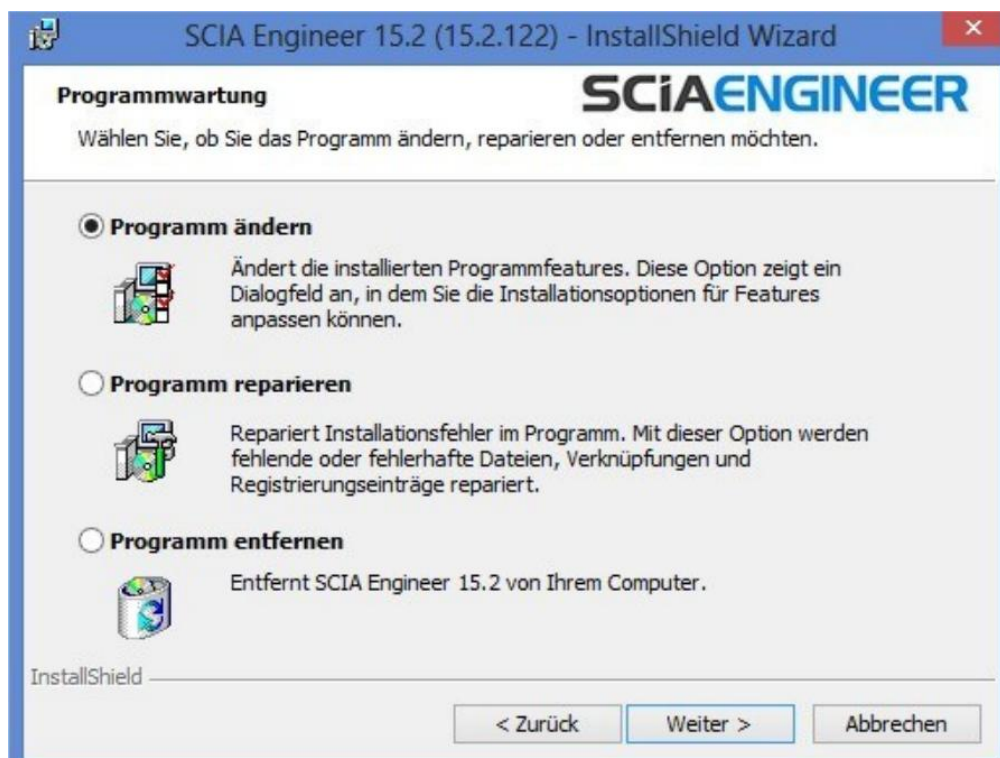 SCIA Engineer 15.2 (15.2.122) - InstallShield Wizard
Programmwartung
SCiAENGINEER
Wählen Sie, ob Sie das Programm ändern, reparieren oder entfernen möchten.
Programm ändern
Ändert die installierten Programmfeatures. Diese Option zeigt ein
Dialogfeld an, in dem Sie die Installationsoptionen für Features
anpassen können.
Programm reparieren
Repariert Installationsfehler im Programm. Mit dieser Option werden
fehlende oder fehlerhafte Dateien, Verknüpfungen und
Registrierungseinträge repariert.
Programm entfernen
Entfernt SCIA Engineer 15.2 von Ihrem Computer.
InstallShield
< Zurück
Weiter >
Abbrechen